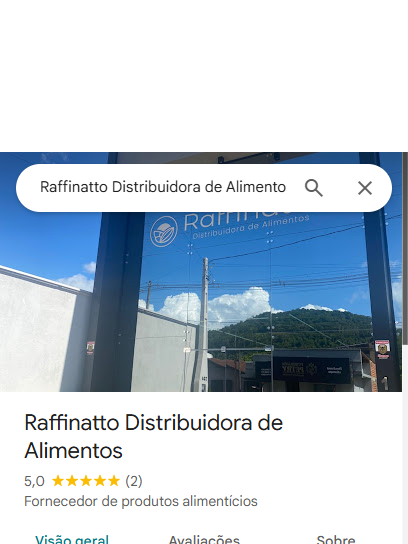 Raffinatto Distribuidora de Alimento
Distribuidora de Alimentos
Raffinatto Distribuidora de
Alimentos
5,0 ★★★★★ (2)
Fornecedor de produtos alimentícios
Visão geral Avaliações Sobre